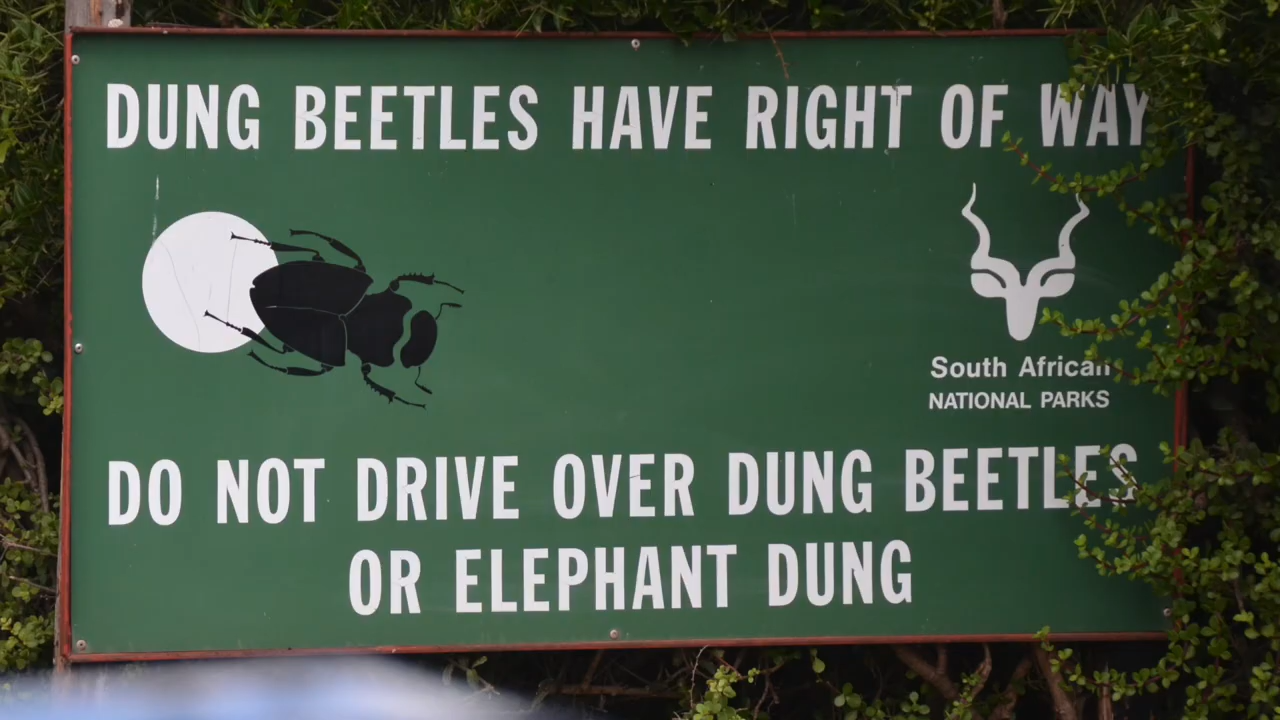 DUNG BEETLES HAVE RIGHT OF WAY
South African
NATIONAL PARKS
DO NOT DRIVE OVER DUNG BEETLES
OR ELEPHANT DUNG